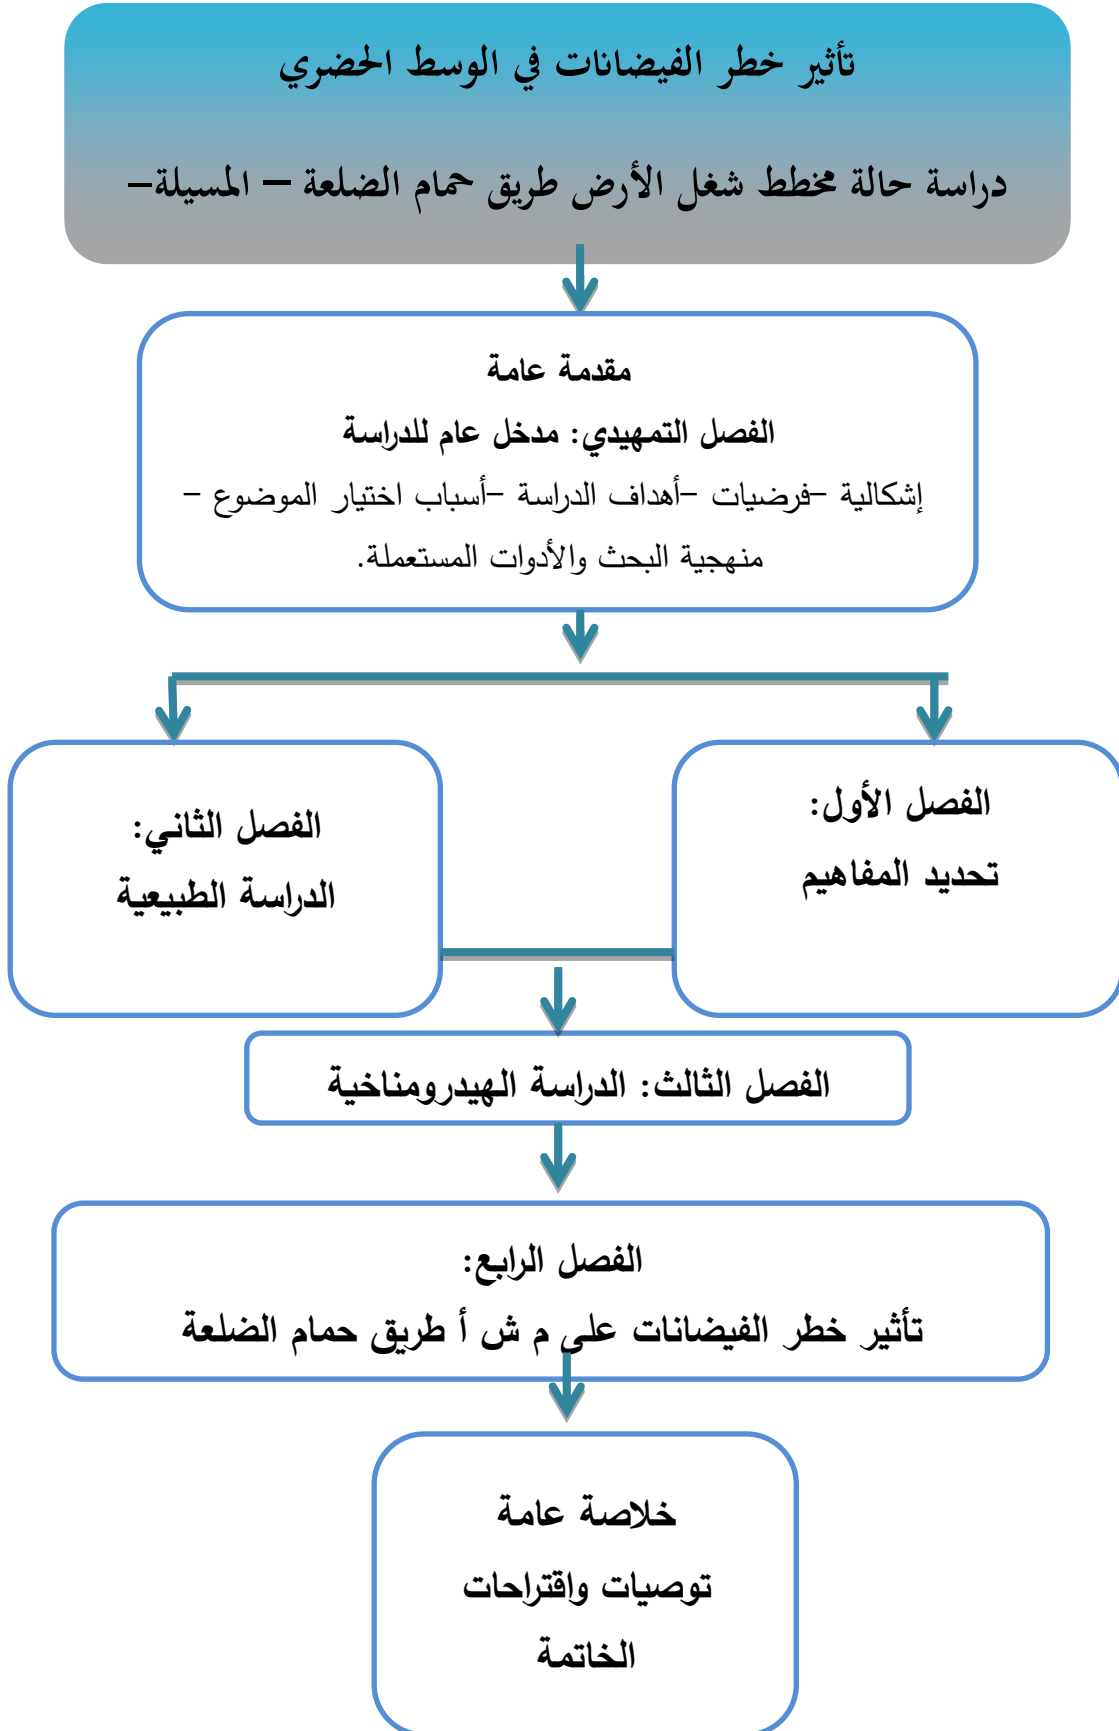 تأثير خطر الفيضانات في الوسط الحضري
دراسة حالة مخطط شغل الأرض طريق حمام الضلعة – المسيلة–
مقدمة عامة
الفصل التمهيدي: مدخل عام للدراسة
إشكالية –فرضيات –أهداف الدراسة –أسباب اختيار الموضوع –
منهجية البحث والأدوات المستعملة.
الفصل الأول:
تحديد المفاهيم
الفصل الثاني:
الدراسة الطبيعية
الفصل الثالث: الدراسة الهيدرومناخية
الفصل الرابع:
تأثير خطر الفيضانات على م ش أ طريق حمام الضلعة
خلاصة عامة
توصيات واقتراحات
الخاتمة